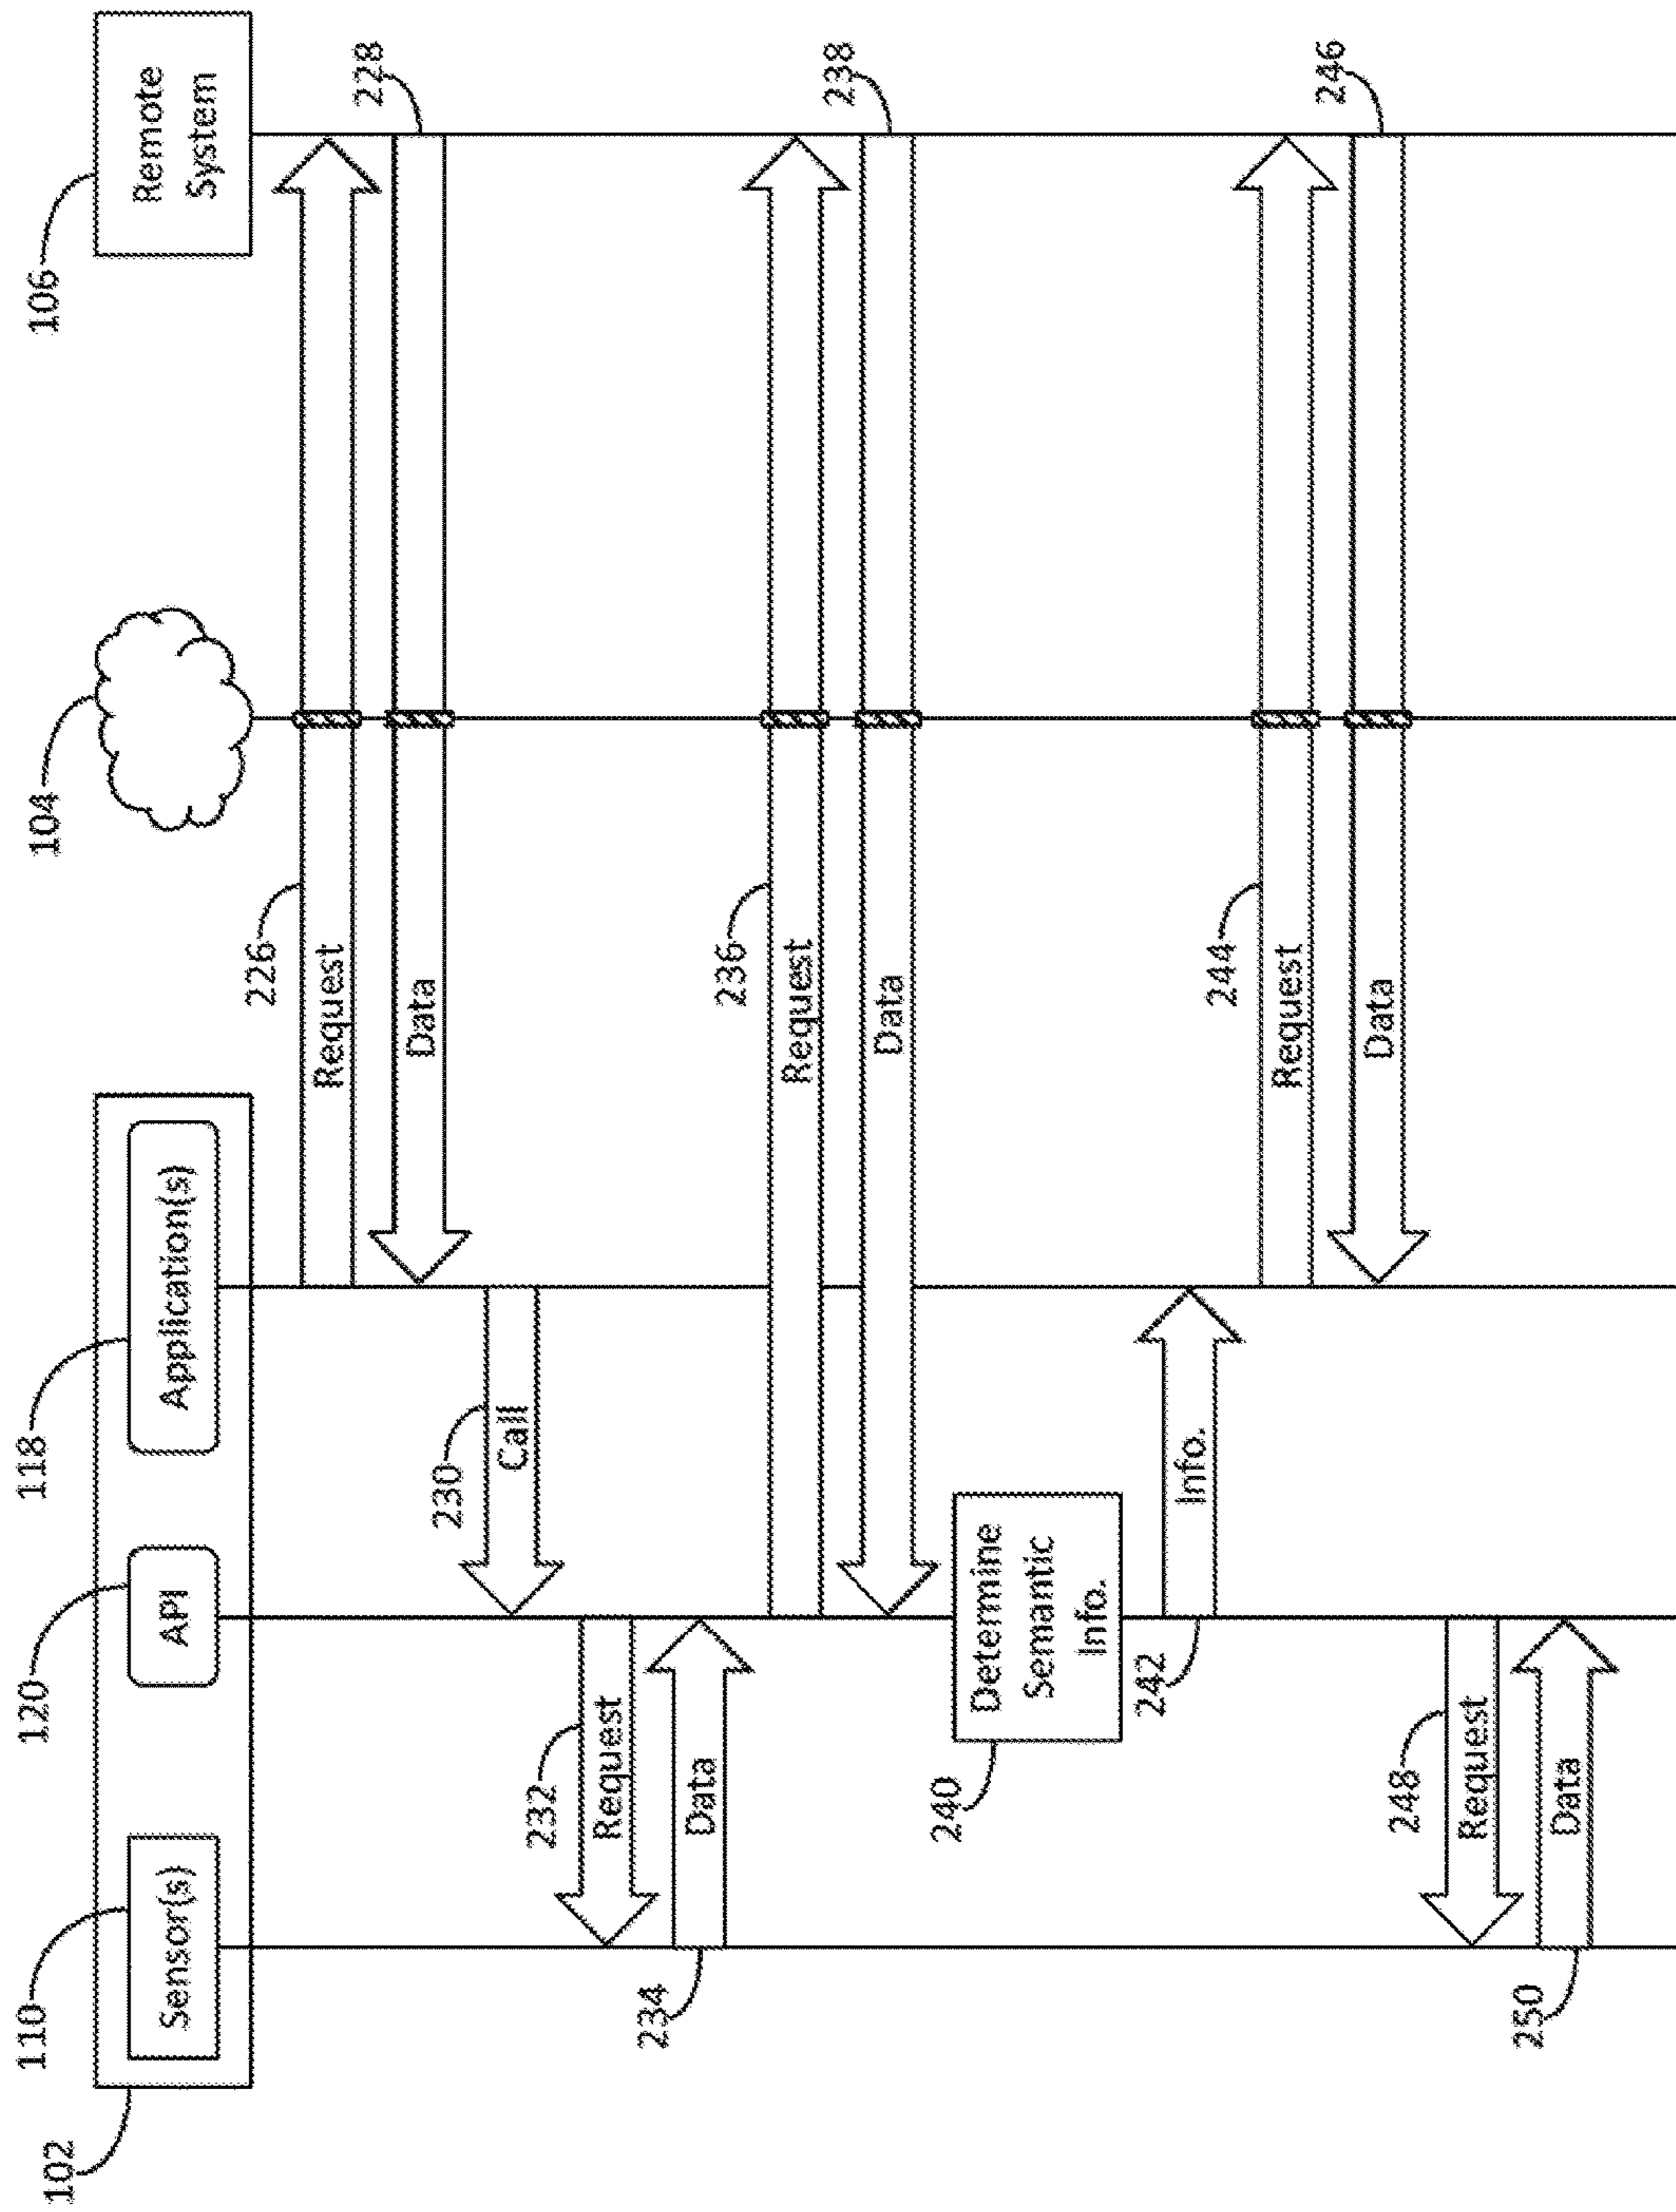 102
110
120
118
104
106
Sensor(s)
API
Application(s)
Remote
System
226
Request
228
Data
230
Call
232
Request
234
Data
236
Request
238
Data
240
Determine
Semantic
Info.
242
Info.
244
Request
246
Data
248
Request
250
Data